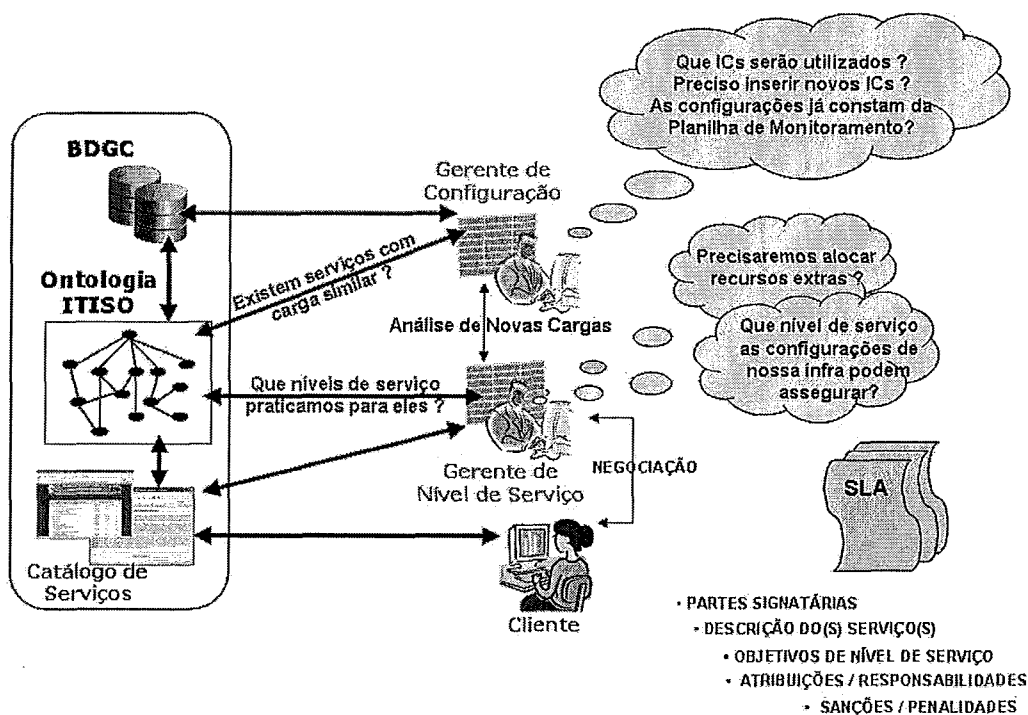 Que ICs serão utilizados ?
Preciso inserir novos ICs ?
As configurações já constam da
Planilha de Monitoramento?
BDGC
Gerente de
Configuração
Existem serviços com
carga similar ?
Ontologia
ITISO
Precisaremos alocar
recursos extras ?
Análise de Novas Cargas
Que nível de serviço
as configurações de
nossa infra podem
assegurar?
Que níveis de serviço
praticamos para eles ?
Gerente de
Nível de Serviço
NEGOCIAÇÃO
SLA
Catálogo de
Serviços
Cliente
• PARTES SIGNATÁRIAS
• DESCRIÇÃO DO(S) SERVIÇO(S)
• OBJETIVOS DE NÍVEL DE SERVIÇO
• ATRIBUIÇÕES / RESPONSABILIDADES
• SANÇÕES / PENALIDADES